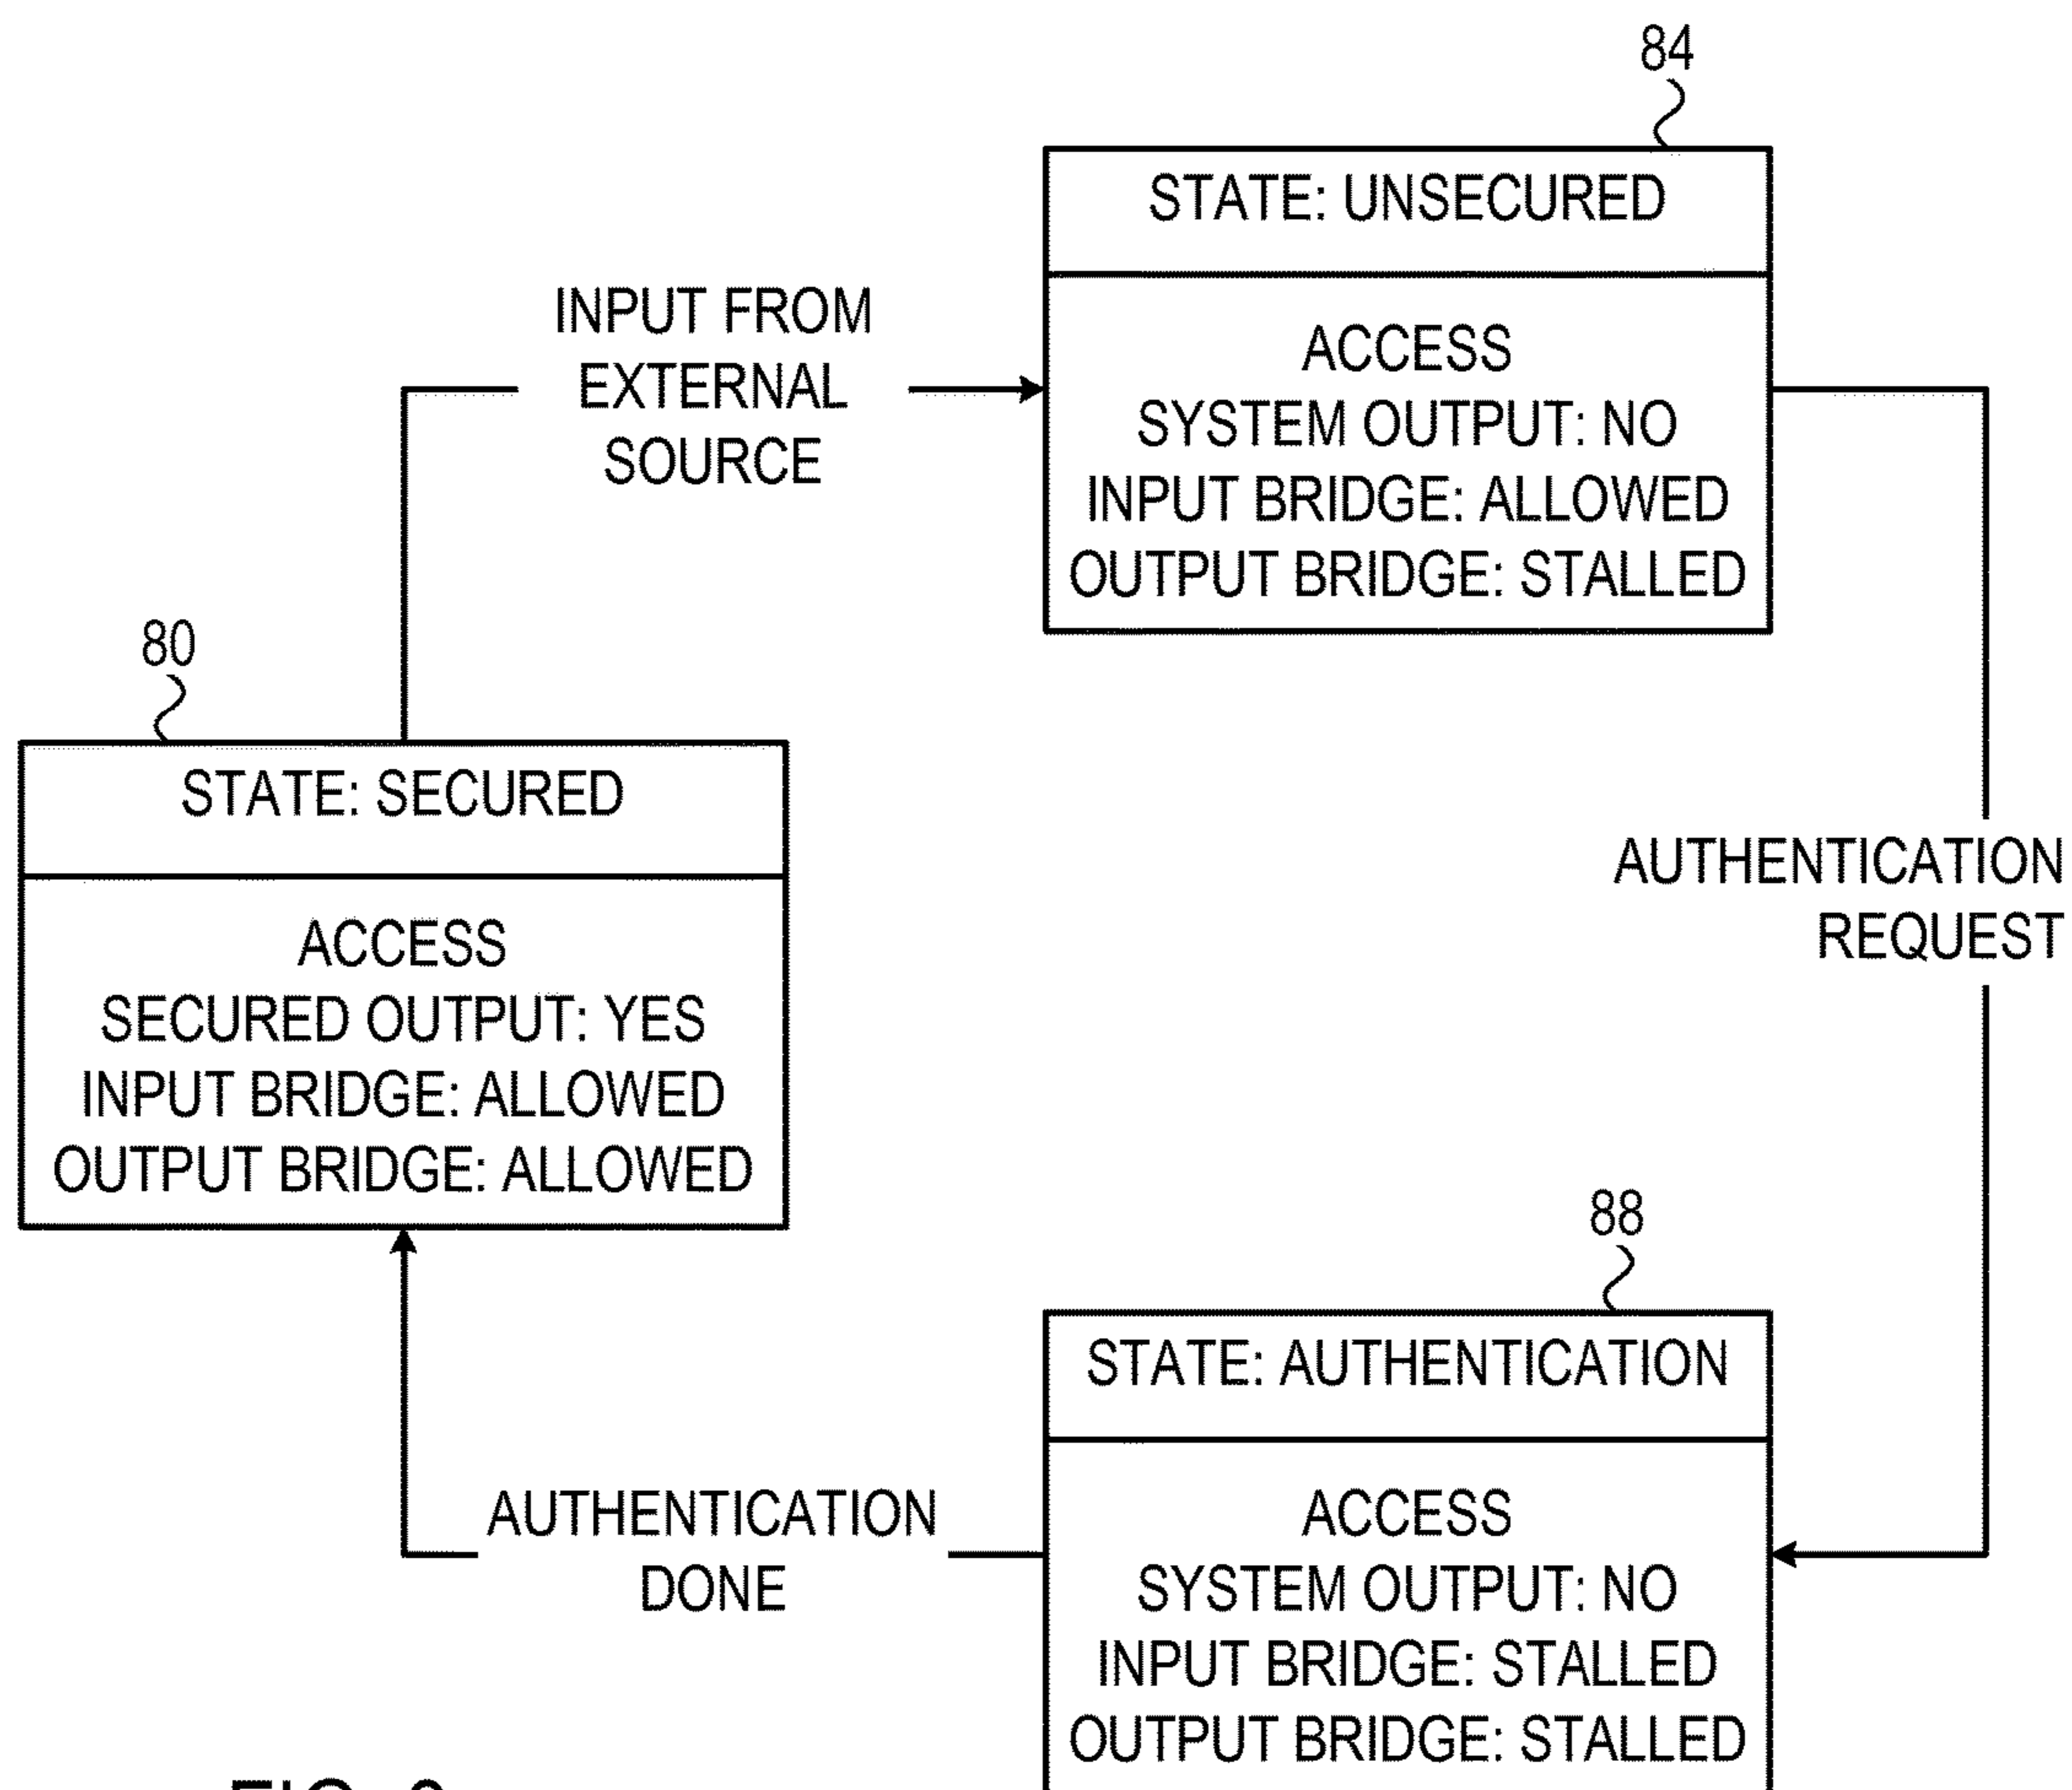 84
STATE: UNSECURED
ACCESS
SYSTEM OUTPUT: NO
INPUT BRIDGE: ALLOWED
OUTPUT BRIDGE: STALLED
INPUT FROM
EXTERNAL
SOURCE
80
STATE: SECURED
ACCESS
SECURED OUTPUT: YES
INPUT BRIDGE: ALLOWED
OUTPUT BRIDGE: ALLOWED
AUTHENTICATION
REQUEST
88
STATE: AUTHENTICATION
ACCESS
SYSTEM OUTPUT: NO
INPUT BRIDGE: STALLED
OUTPUT BRIDGE: STALLED
AUTHENTICATION
DONE
FIG.